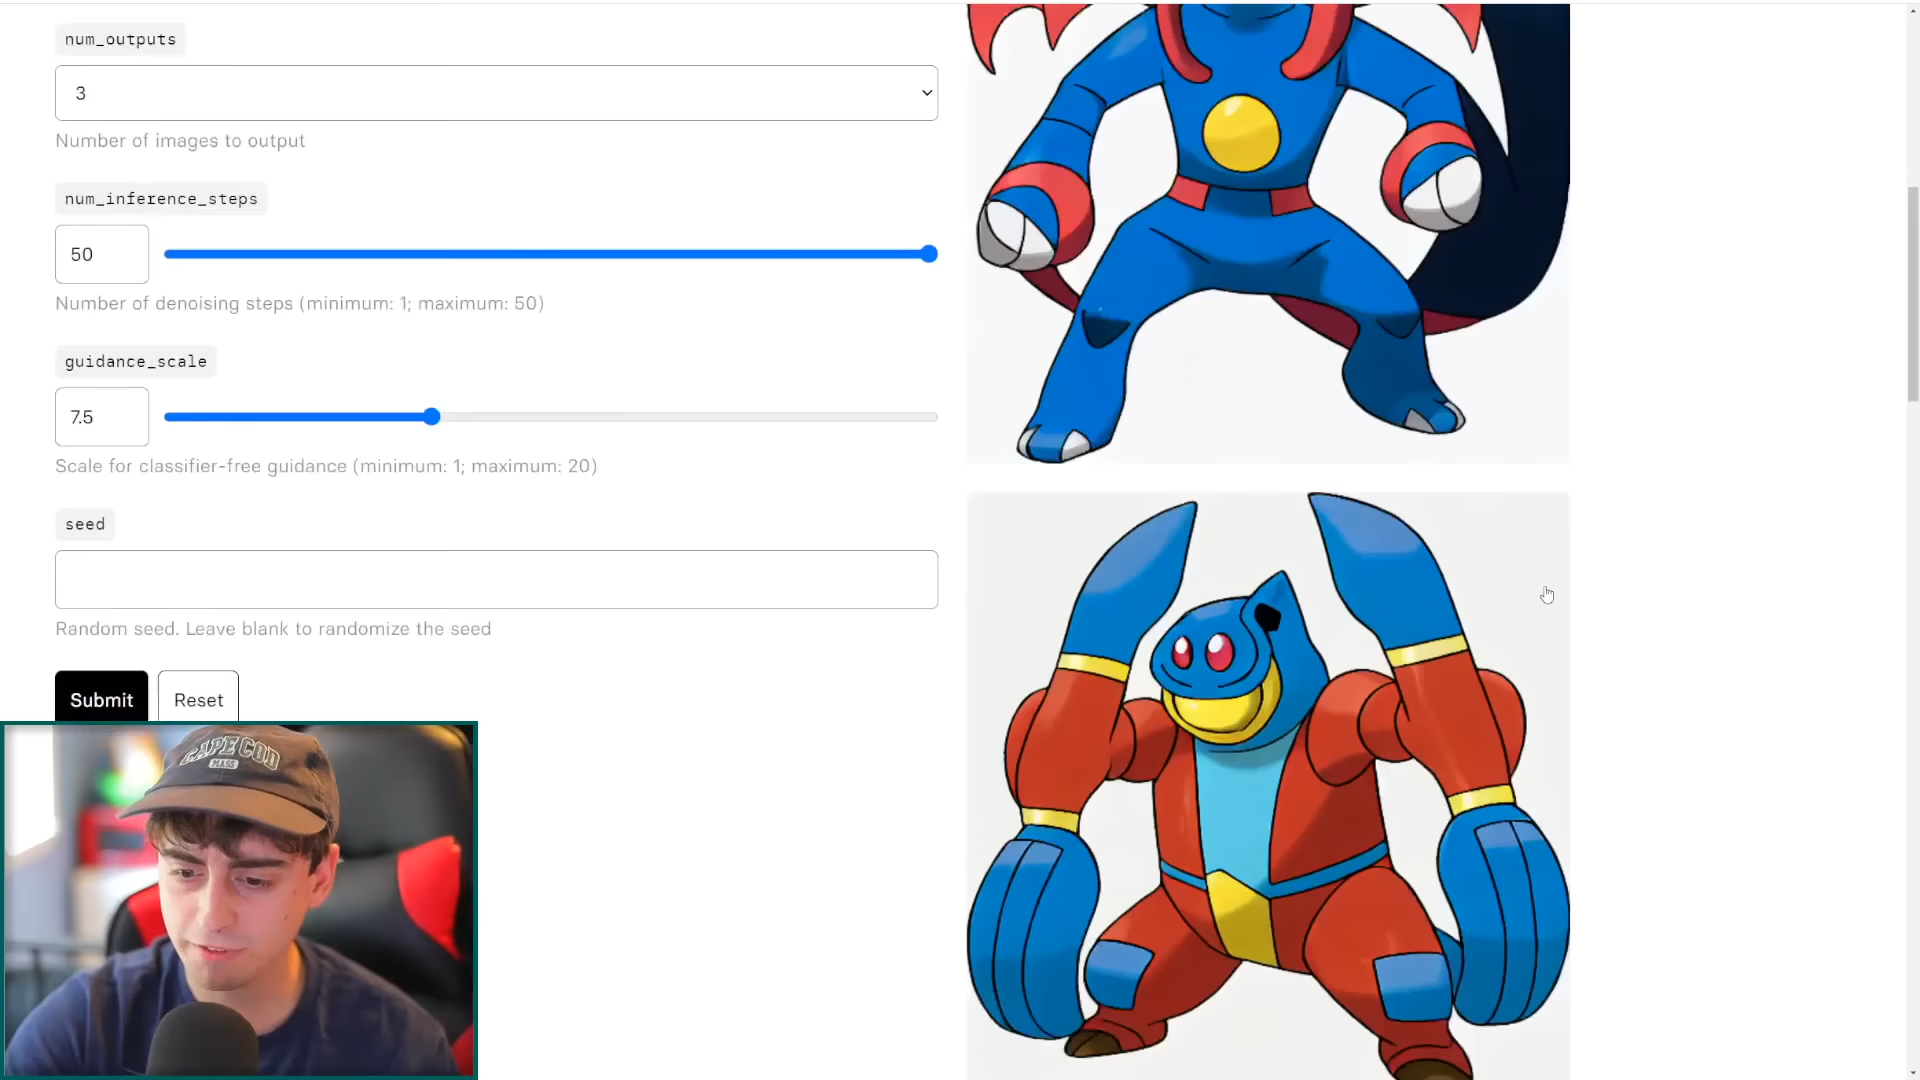 num_outputs
3
Number of images to output
num_inference_steps
50
Number of denoising steps (minimum: 1; maximum: 50)
guidance_scale
7.5
Scale for classifier-free guidance (minimum: 1; maximum: 20)
seed
Random seed. Leave blank to randomize the seed
Submit
Reset
CAPE COD
MASS